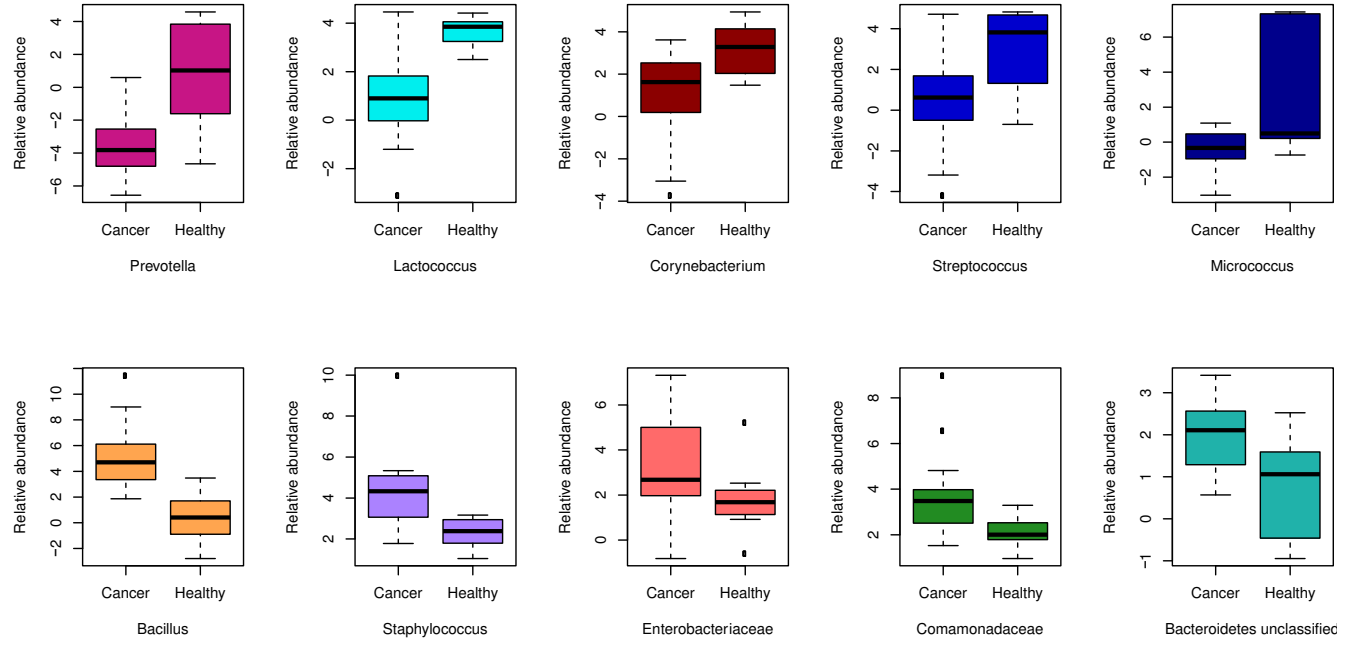 Relative abundance
4
2
0
−2
−4
−6
Cancer Healthy
Prevotella
Relative abundance
4
2
0
−2
Cancer Healthy
Lactococcus
Relative abundance
4
2
0
−2
−4
Cancer Healthy
Corynebacterium
Relative abundance
4
2
0
−2
−4
Cancer Healthy
Streptococcus
Relative abundance
6
4
2
0
−2
Cancer Healthy
Micrococcus
Relative abundance
10
8
6
4
2
0
−2
Cancer Healthy
Bacillus
Relative abundance
10
8
6
4
2
Cancer Healthy
Staphylococcus
Relative abundance
6
4
2
0
Cancer Healthy
Enterobacteriaceae
Relative abundance
8
6
4
2
Cancer Healthy
Comamonadaceae
Relative abundance
3
2
1
0
−1
Cancer Healthy
Bacteroidetes unclassified